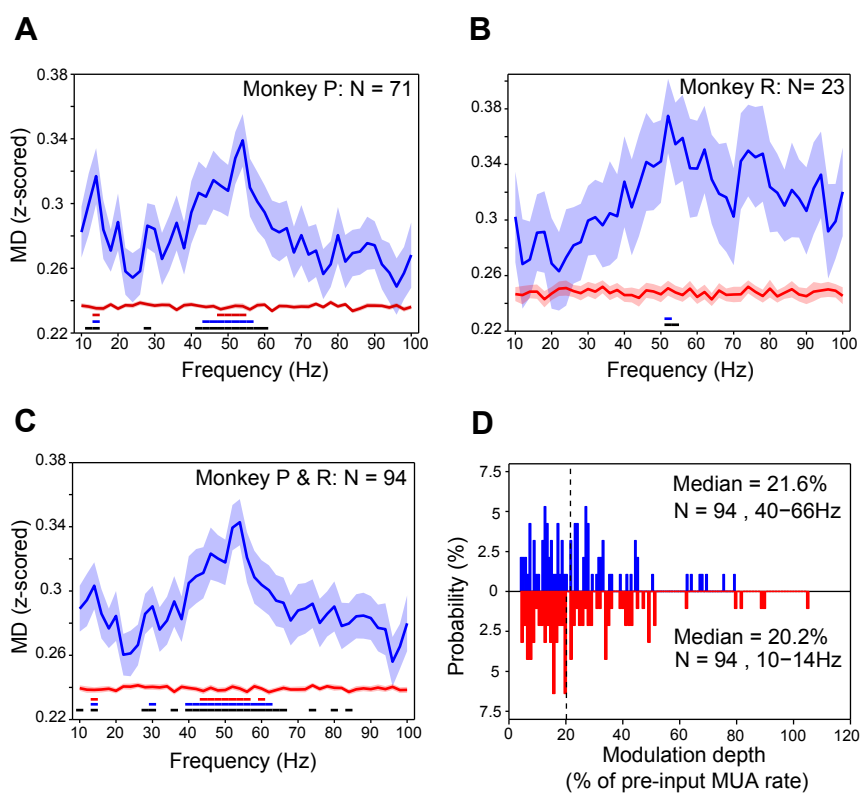 A
Monkey P: N = 71
MD (z-scored)
0.38
0.34
0.3
0.26
0.22
10 20 30 40 50 60 70 80 90 100
Frequency (Hz)
B
Monkey R: N= 23
0.38
0.34
0.3
0.26
0.22
10 20 30 40 50 60 70 80 90 100
Frequency (Hz)
C
Monkey P & R: N = 94
MD (z-scored)
0.38
0.34
0.3
0.26
0.22
10 20 30 40 50 60 70 80 90 100
Frequency (Hz)
D
Median = 21.6%
N = 94 , 40−66Hz
Probability (%)
7.5
5.0
2.5
0
2.5
5.0
7.5
Median = 20.2%
N = 94 , 10−14Hz
0 20 40 60 80 100 120
Modulation depth
(% of pre-input MUA rate)